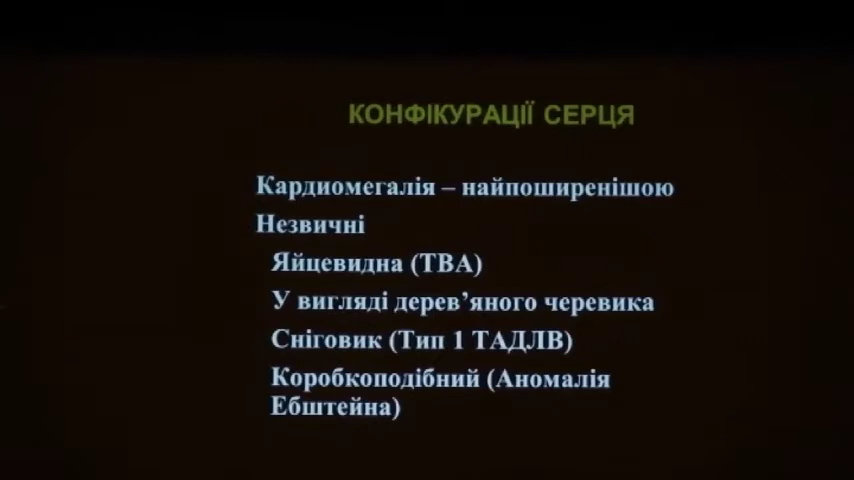 КОНФІКУРАЦІЇ СЕРЦЯ
Кардиомегалія – найпоширенішою
Незвичні
Яйцевидна (ТВА)
У вигляді дерев’яного черевика
Сніговик (Тип 1 ТАДЛВ)
Коробкоподібний (Аномалія
Ебштейна)